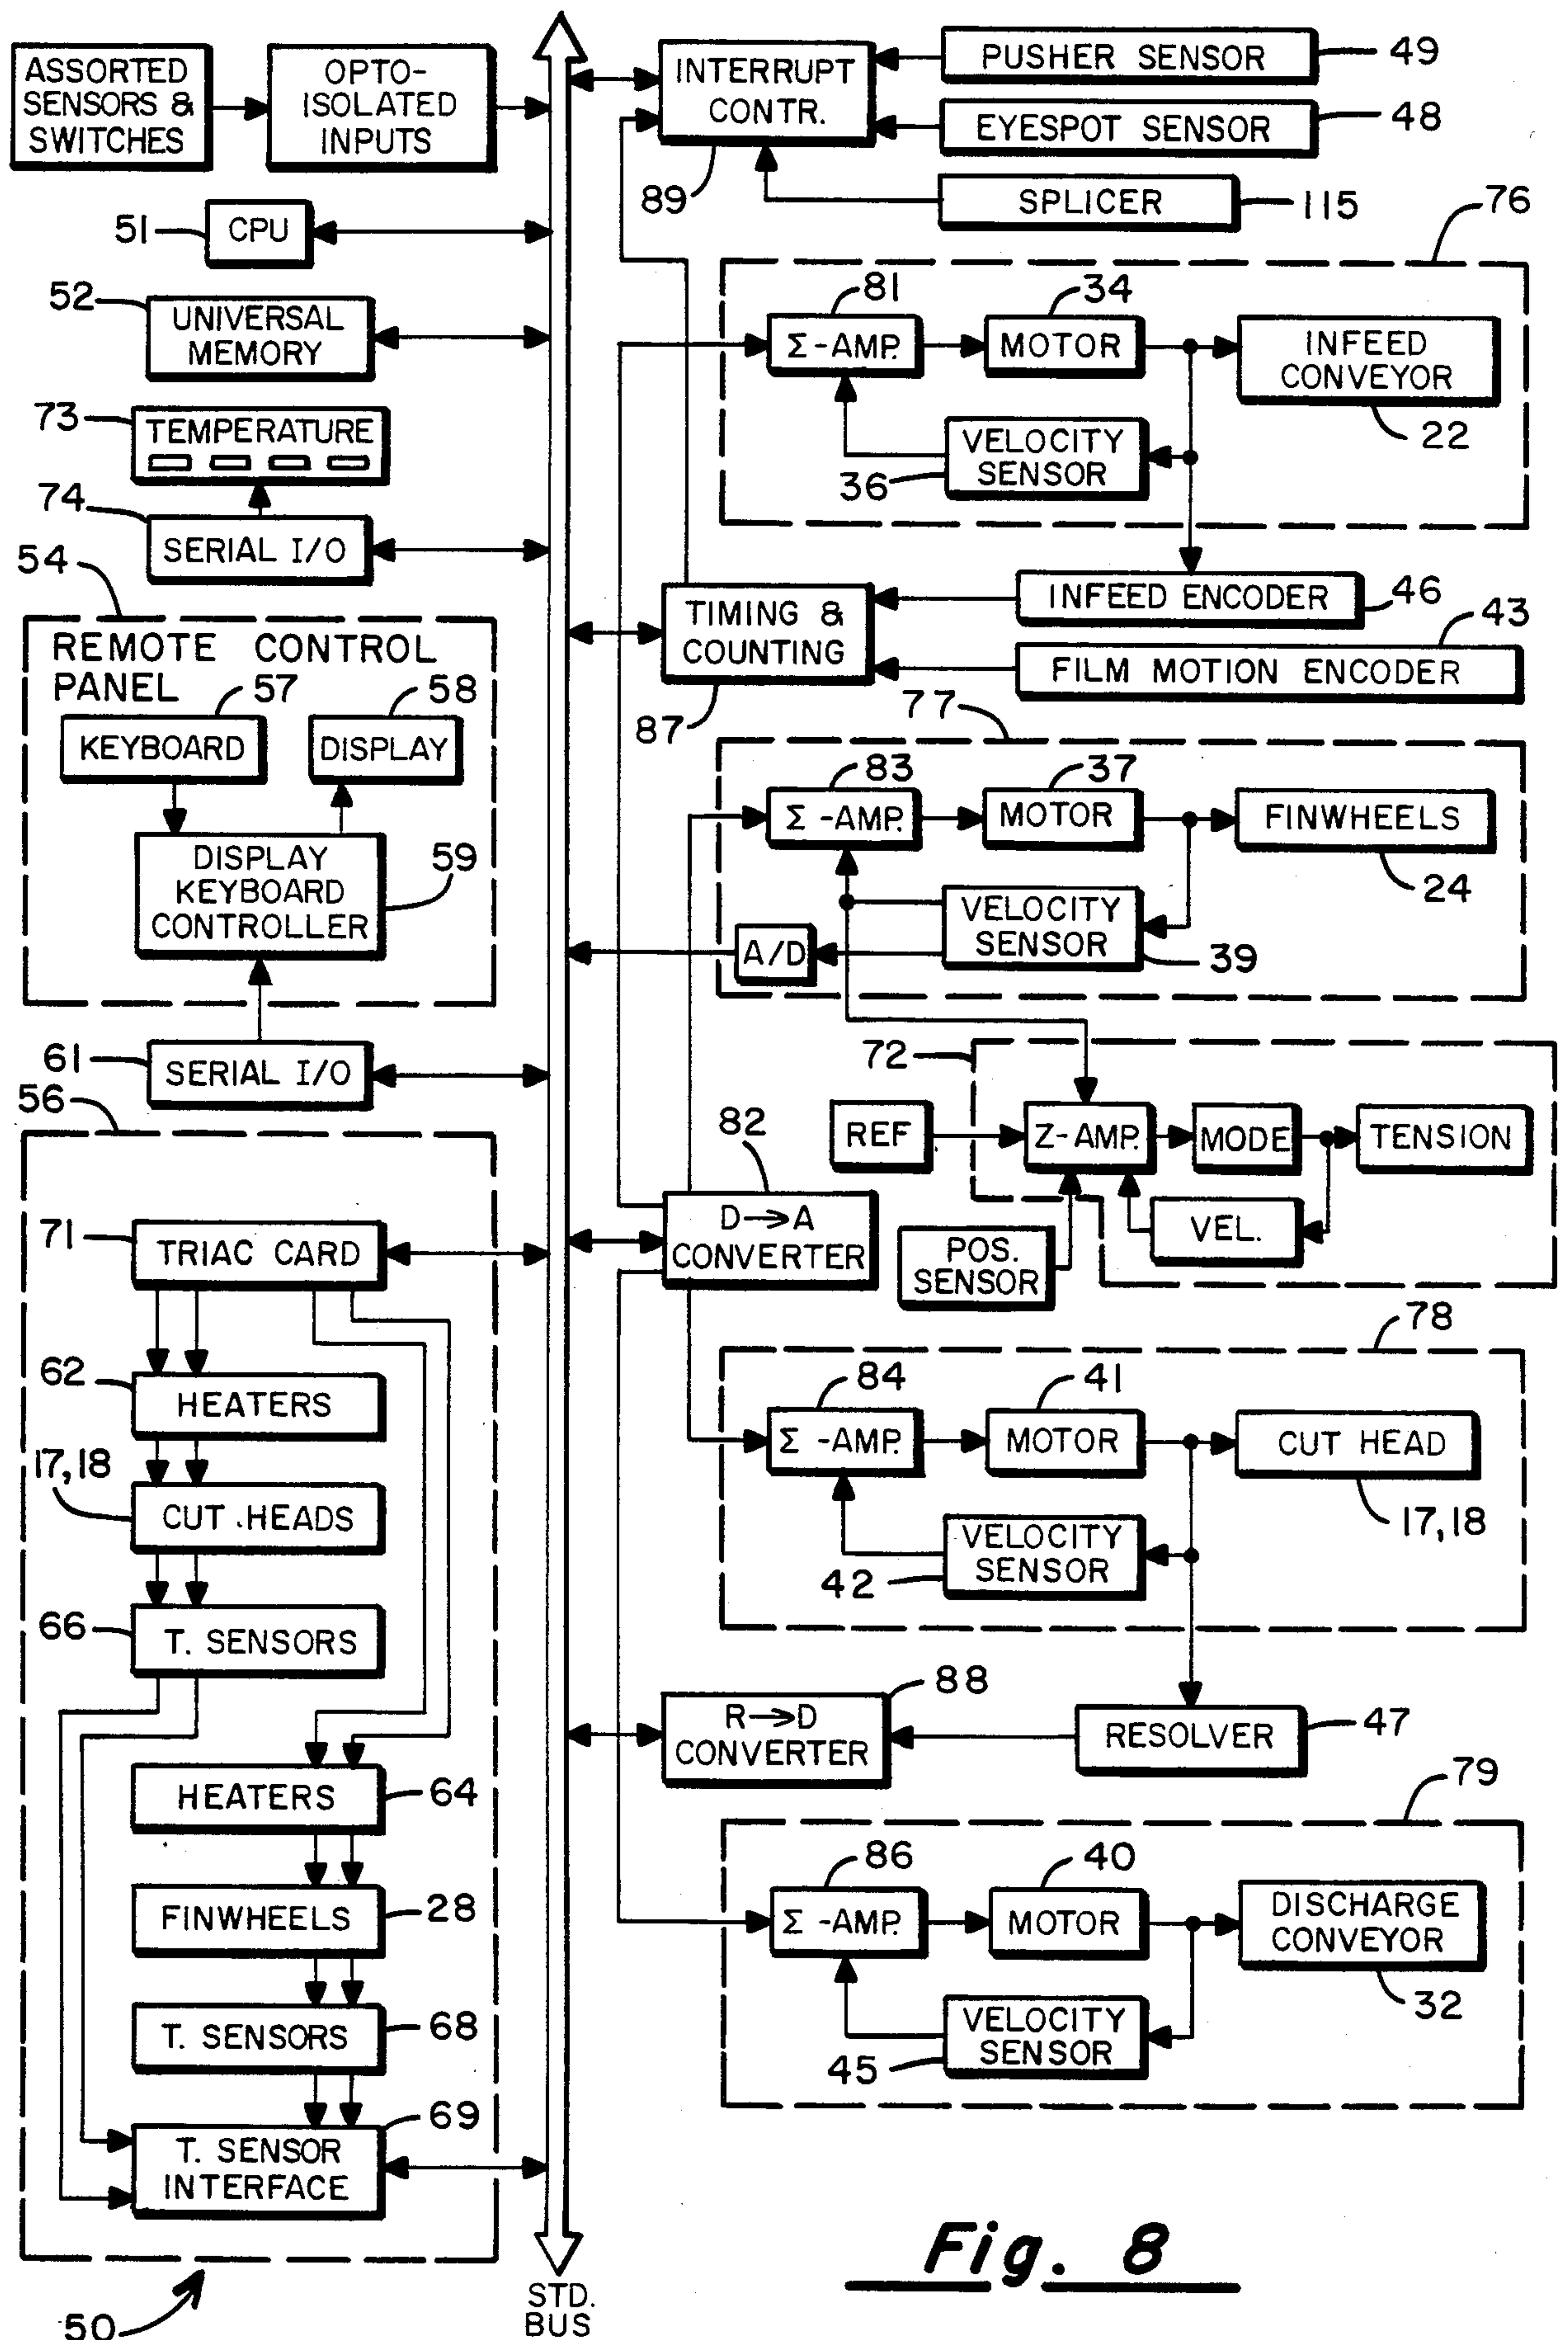 ASSORTED
SENSORS &
SWITCHES
OPTO-
ISOLATED
INPUTS
INTERRUPT
CONTR.
89
PUSHER SENSOR
49
EYESPOT SENSOR
48
SPLICER
115
51
CPU
52
UNIVERSAL
MEMORY
73
TEMPERATURE
74
SERIAL I/O
76
81
Σ-AMP.
34
MOTOR
INFEED
CONVEYOR
22
VELOCITY
SENSOR
36
54
REMOTE CONTROL
PANEL
57
KEYBOARD
58
DISPLAY
DISPLAY
KEYBOARD
CONTROLLER
59
61
SERIAL I/O
TIMING &
COUNTING
87
INFEED ENCODER
46
43
FILM MOTION ENCODER
77
83
Σ-AMP.
37
MOTOR
FINWHEELS
24
VELOCITY
SENSOR
39
A/D
72
REF
Z-AMP.
MODE
TENSION
VEL.
POS.
SENSOR
82
D→A
CONVERTER
56
71
TRIAC CARD
62
HEATERS
17,18
CUT HEADS
66
T. SENSORS
HEATERS
64
FINWHEELS
28
T. SENSORS
68
69
T. SENSOR
INTERFACE
50
78
84
Σ-AMP.
41
MOTOR
CUT HEAD
17,18
VELOCITY
SENSOR
42
88
R→D
CONVERTER
RESOLVER
47
79
86
Σ-AMP.
40
MOTOR
DISCHARGE
CONVEYOR
32
VELOCITY
SENSOR
45
STD.
BUS
Fig. 8